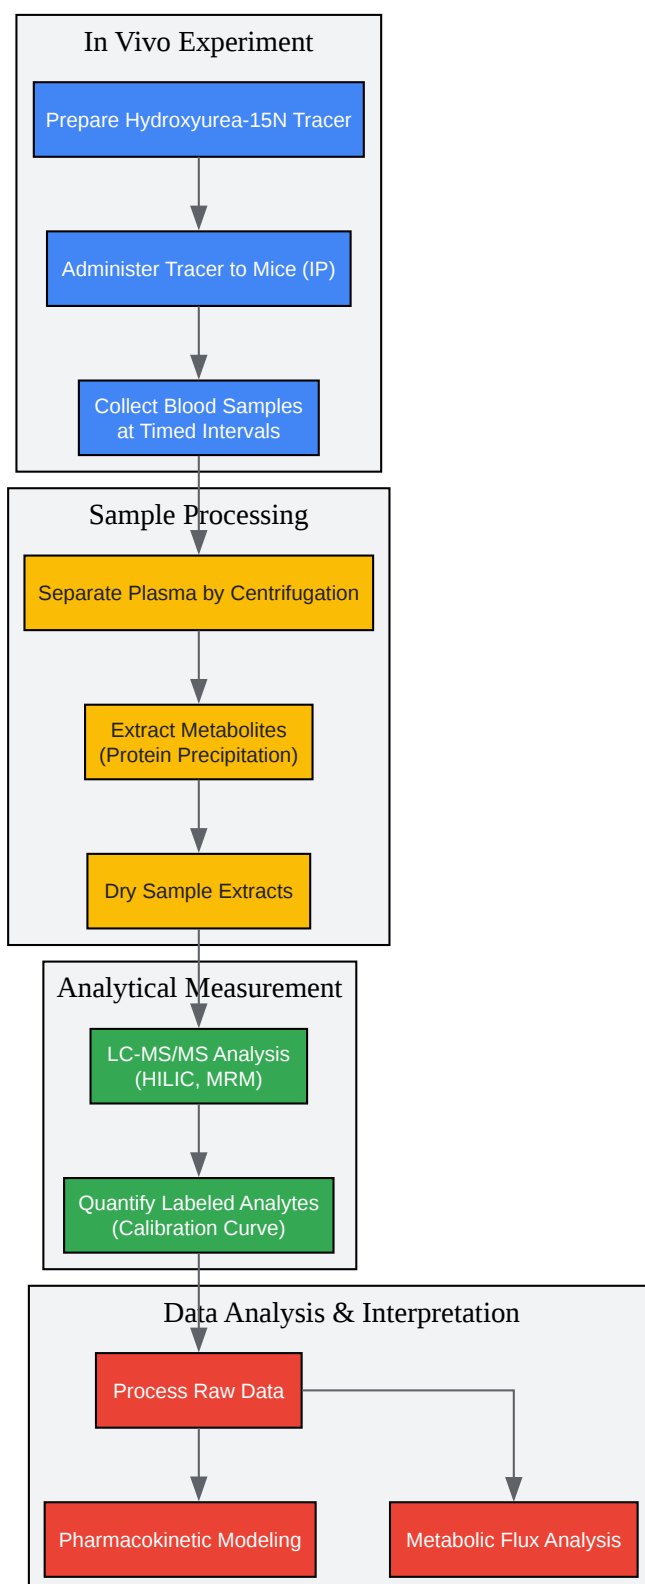 In Vivo Experiment
Prepare Hydroxyurea-15N Tracer
Administer Tracer to Mice (IP)
Collect Blood Samples
at Timed Intervals
Sample Processing
Separate Plasma by Centrifugation
Extract Metabolites
(Protein Precipitation)
Dry Sample Extracts
Analytical Measurement
LC-MS/MS Analysis
(HILIC, MRM)
Quantify Labeled Analytes
(Calibration Curve)
Data Analysis & Interpretation
Process Raw Data
Pharmacokinetic Modeling
Metabolic Flux Analysis